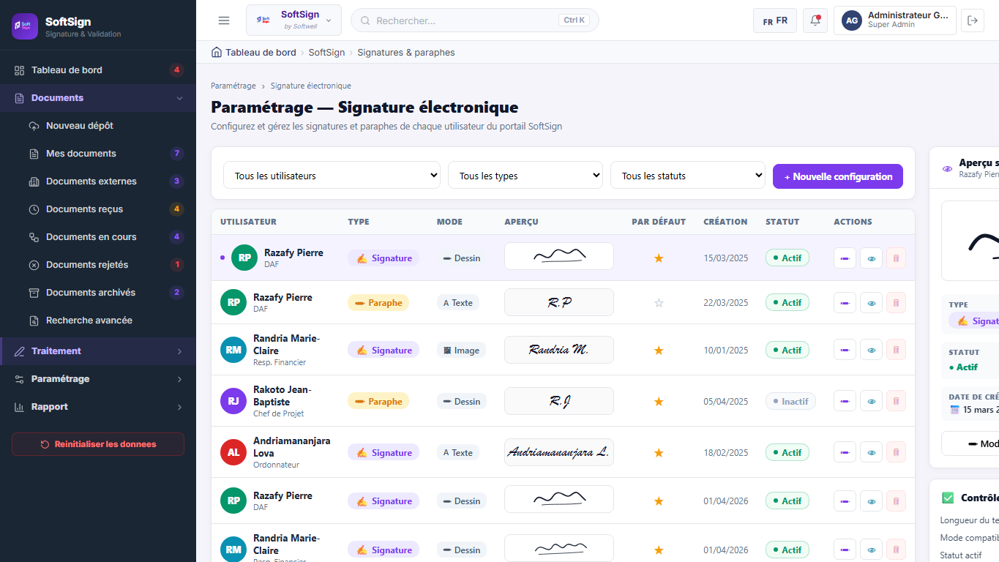 SoftSign
Signature & Validation
Tableau de bord 4
Documents
Nouveau dépôt
Mes documents 7
Documents externes 3
Documents reçus 4
Documents en cours 4
Documents rejetés 1
Documents archivés 2
Recherche avancée
Traitement
Paramétrage
Rapport
Reinitialiser les donnees
Soft Sign
SoftSign
by Softwell
Rechercher...
Ctrl K
FR FR
AG
Administrateur G...
Super Admin
Tableau de bord › SoftSign › Signatures & paraphes
Paramétrage › Signature électronique
Paramétrage — Signature électronique
Configurez et gérez les signatures et paraphes de chaque utilisateur du portail SoftSign
Tous les utilisateurs
Tous les types
Tous les statuts
+ Nouvelle configuration
UTILISATEUR TYPE MODE APERÇU PAR DÉFAUT CRÉATION STATUT ACTIONS
RP Razafy Pierre DAF Signature Dessin ★ 15/03/2025 Actif
RP Razafy Pierre DAF Paraphe A Texte R.P ☆ 22/03/2025 Actif
RM Randria Marie-Claire Resp. Financier Signature Image Randria M. ★ 10/01/2025 Actif
RJ Rakoto Jean-Baptiste Chef de Projet Paraphe Dessin R.J ★ 05/04/2025 Inactif
AL Andriamananjara Lova Ordonnateur Signature A Texte Andriamananjara L. ★ 18/02/2025 Actif
RP Razafy Pierre DAF Signature Dessin ★ 01/04/2026 Actif
RM Randria Marie-Claire Resp. Financier Signature Dessin ★ 01/04/2026 Actif
Aperçu s
Razafy Pierr
TYPE
Signat
STATUT
Actif
DATE DE CRÉ
15 mars 2
Mod
Contrôle
Longueur du te
Mode compatib
Statut actif